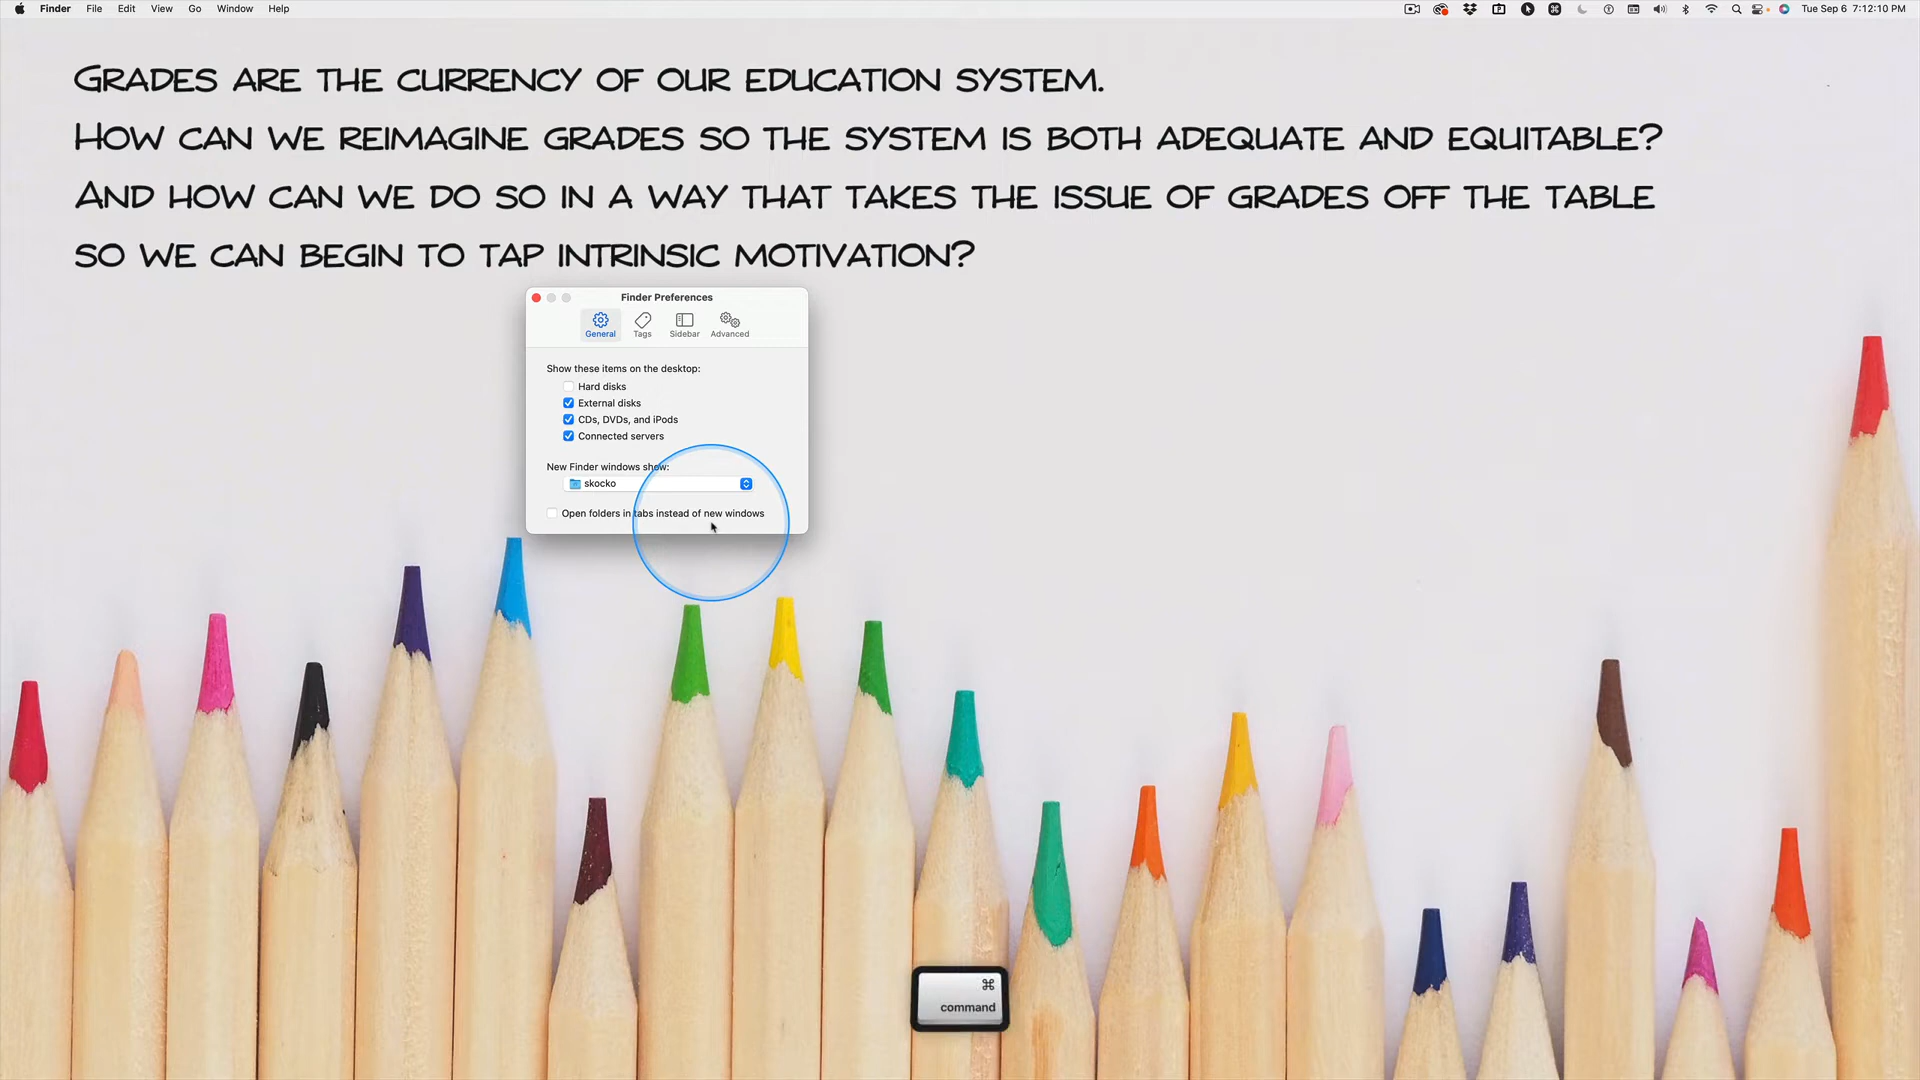 Finder File Edit View Go Window Help
Tue Sep 6 7:12:10 PM
GRADES ARE THE CURRENCY OF OUR EDUCATION SYSTEM.
HOW CAN WE REIMAGINE GRADES SO THE SYSTEM IS BOTH ADEQUATE AND EQUITABLE?
AND HOW CAN WE DO SO IN A WAY THAT TAKES THE ISSUE OF GRADES OFF THE TABLE
SO WE CAN BEGIN TO TAP INTRINSIC MOTIVATION?
Finder Preferences
General Tags Sidebar Advanced
Show these items on the desktop:
Hard disks
External disks
CDs, DVDs, and iPods
Connected servers
New Finder windows show:
skocko
Open folders in tabs instead of new windows
⌘
command